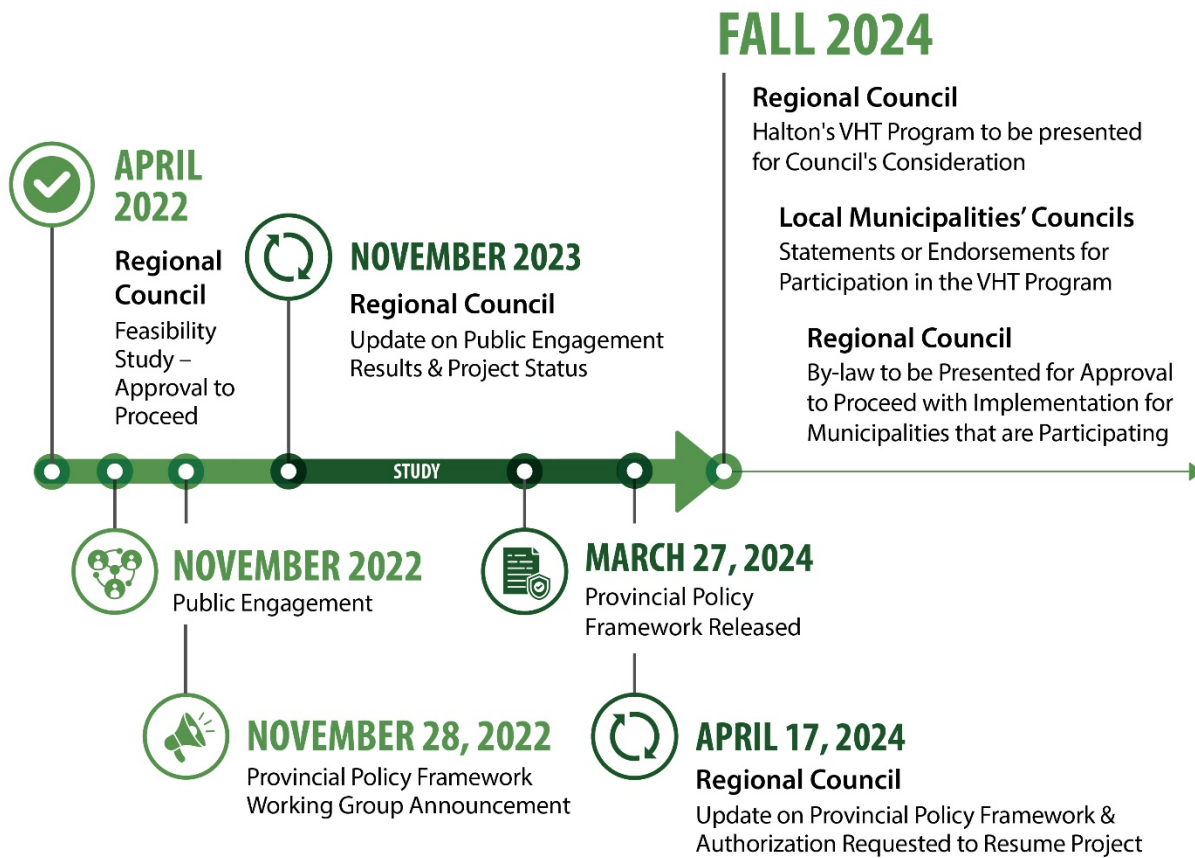 APRIL
2022
Regional
Council
Feasibility
Study –
Approval to
Proceed
NOVEMBER 2022
Public Engagement
NOVEMBER 28, 2022
Provincial Policy Framework
Working Group Announcement
NOVEMBER 2023
Regional Council
Update on Public Engagement
Results & Project Status
STUDY
MARCH 27, 2024
Provincial Policy
Framework Released
APRIL 17, 2024
Regional Council
Update on Provincial Policy Framework &
Authorization Requested to Resume Project
FALL 2024
Regional Council
Halton's VHT Program to be presented
for Council's Consideration
Local Municipalities’ Councils
Statements or Endorsements for
Participation in the VHT Program
Regional Council
By-law to be Presented for Approval
to Proceed with Implementation for
Municipalities that are Participating